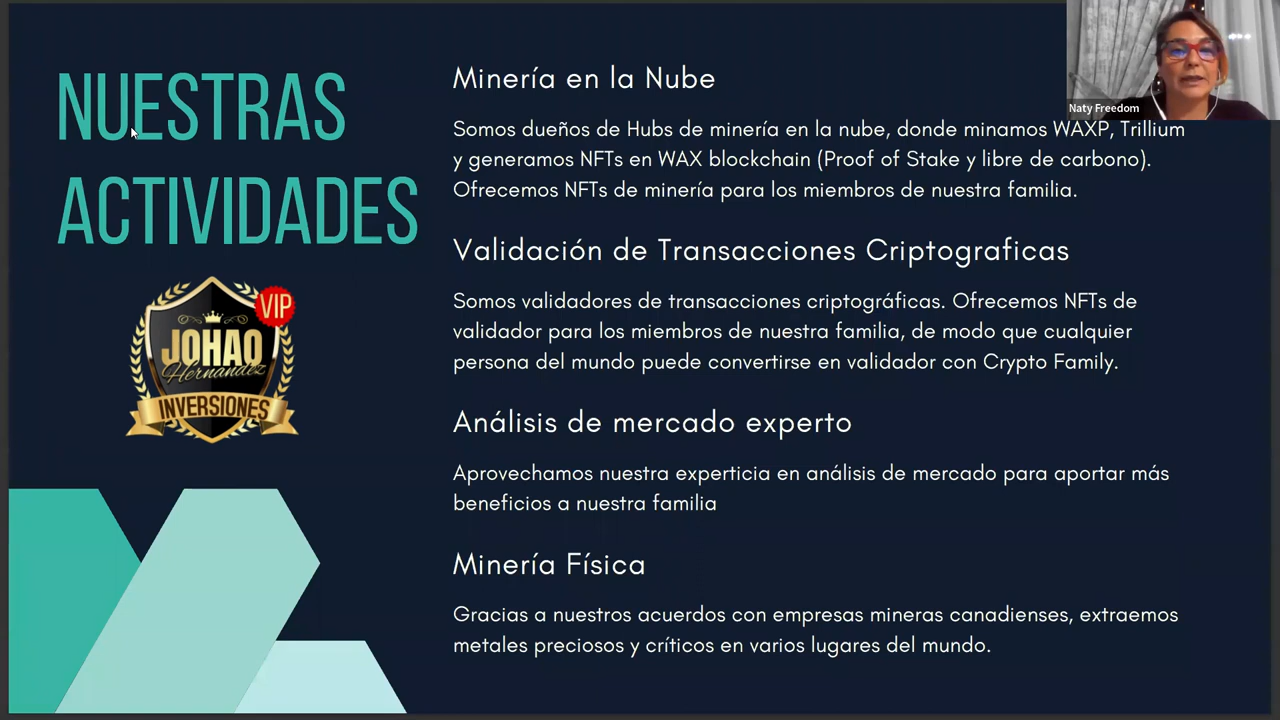 NUESTRAS
ACTIVIDADES
VIP
JOHAO
Hernandez
INVERSIONES
Minería en la Nube
Somos dueños de Hubs de minería en la nube, donde minamos WAXP, Trillium
y generamos NFTs en WAX blockchain (Proof of Stake y libre de carbono).
Ofrecemos NFTs de minería para los miembros de nuestra familia.
Validación de Transacciones Criptograficas
Somos validadores de transacciones criptográficas. Ofrecemos NFTs de
validador para los miembros de nuestra familia, de modo que cualquier
persona del mundo puede convertirse en validador con Crypto Family.
Análisis de mercado experto
Aprovechamos nuestra experticia en análisis de mercado para aportar más
beneficios a nuestra familia
Minería Física
Gracias a nuestros acuerdos con empresas mineras canadienses, extraemos
metales preciosos y críticos en varios lugares del mundo.
Naty Freedom